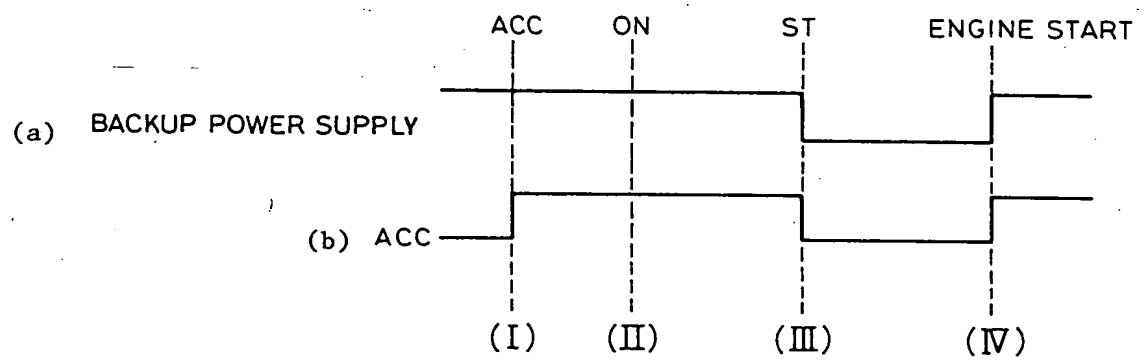 ACC ON ST ENGINE START
(a) BACKUP POWER SUPPLY
(b) ACC
(I) (II) (III) (IV)